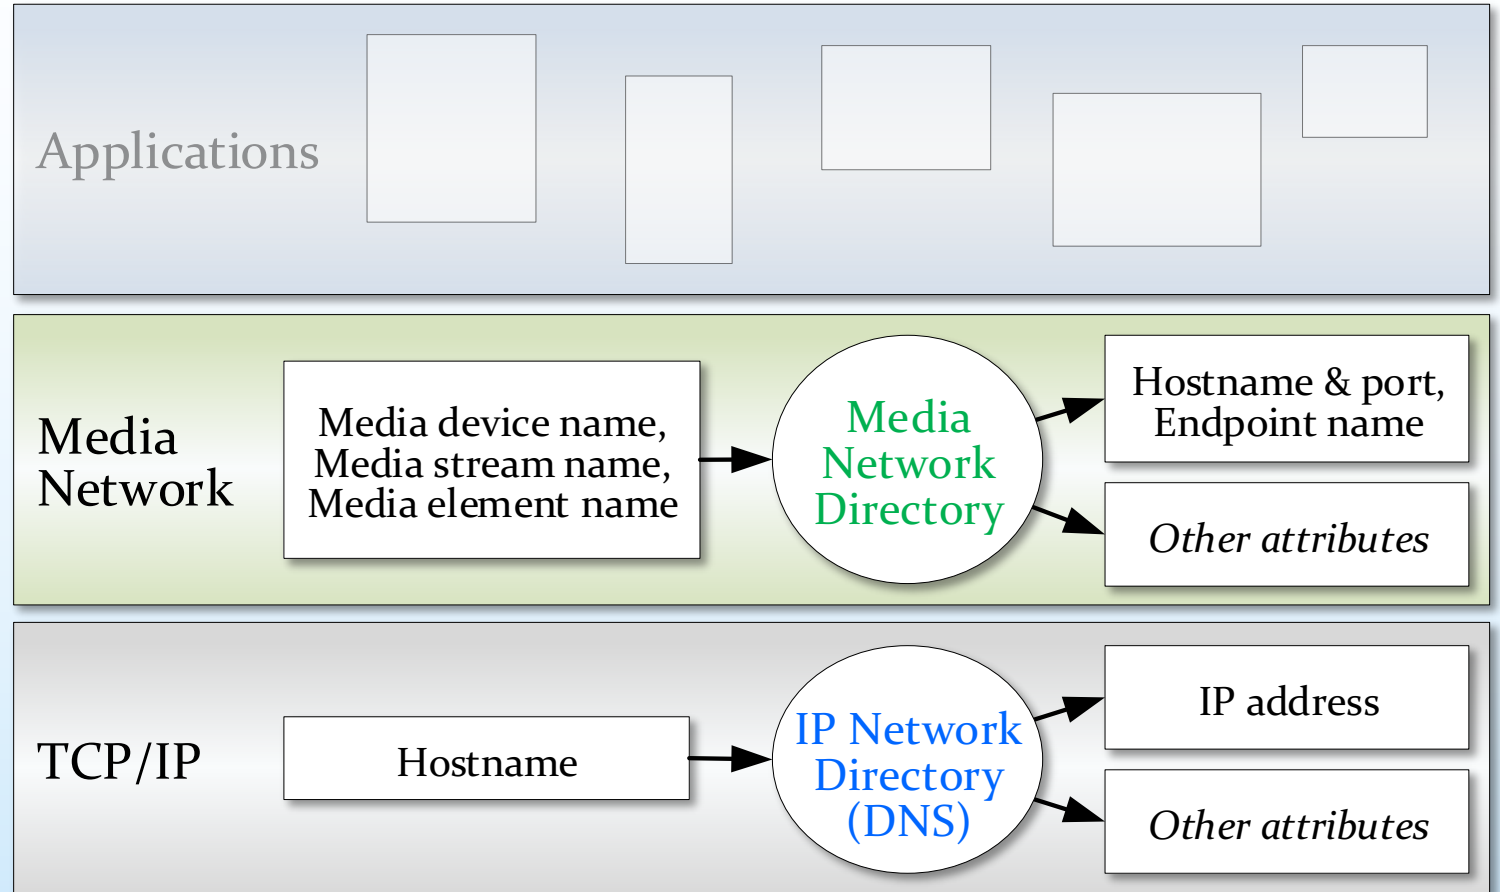 Applications
Media
Network
Media device name,
Media stream name,
Media element name
Media
Network
Directory
Hostname & port,
Endpoint name
Other attributes
TCP/IP
Hostname
IP Network
Directory
(DNS)
IP address
Other attributes